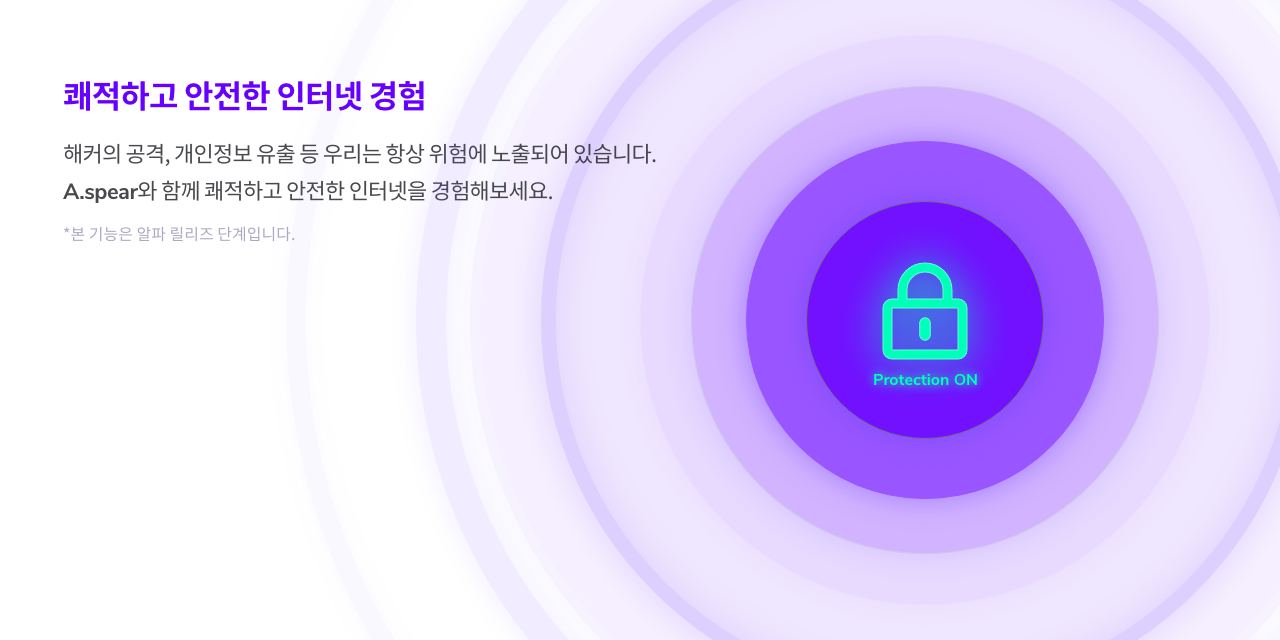 쾌적하고 안전한 인터넷 경험
해커의 공격, 개인정보 유출 등 우리는 항상 위험에 노출되어 있습니다.
A.spear와 함께 쾌적하고 안전한 인터넷을 경험해보세요.
*본 기능은 알파 릴리즈 단계입니다.
Protection ON